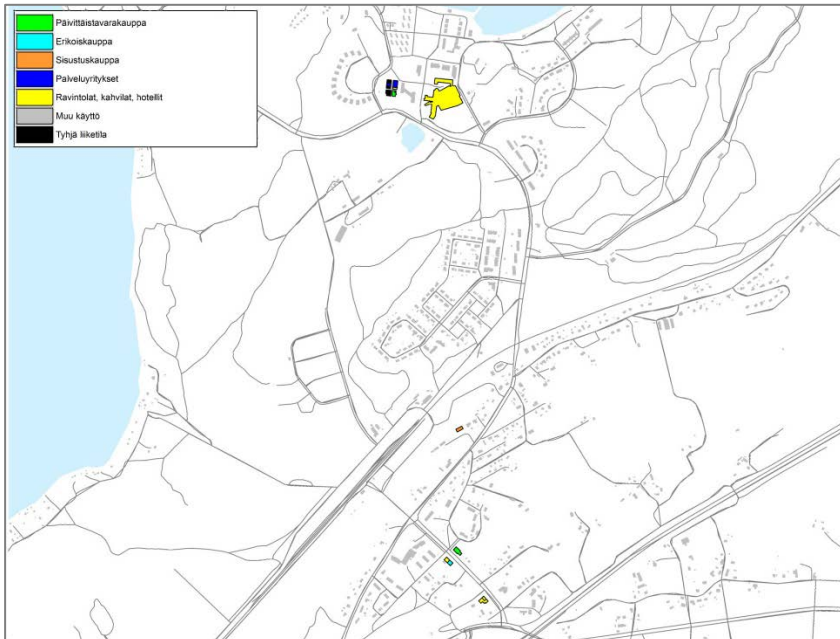 Päivittäistavarakauppa
Erikoiskauppa
Sisustuskauppa
Palveluyritykset
Ravintolat, kahvilat, hotellit
Muu käyttö
Tyhjä liiketila